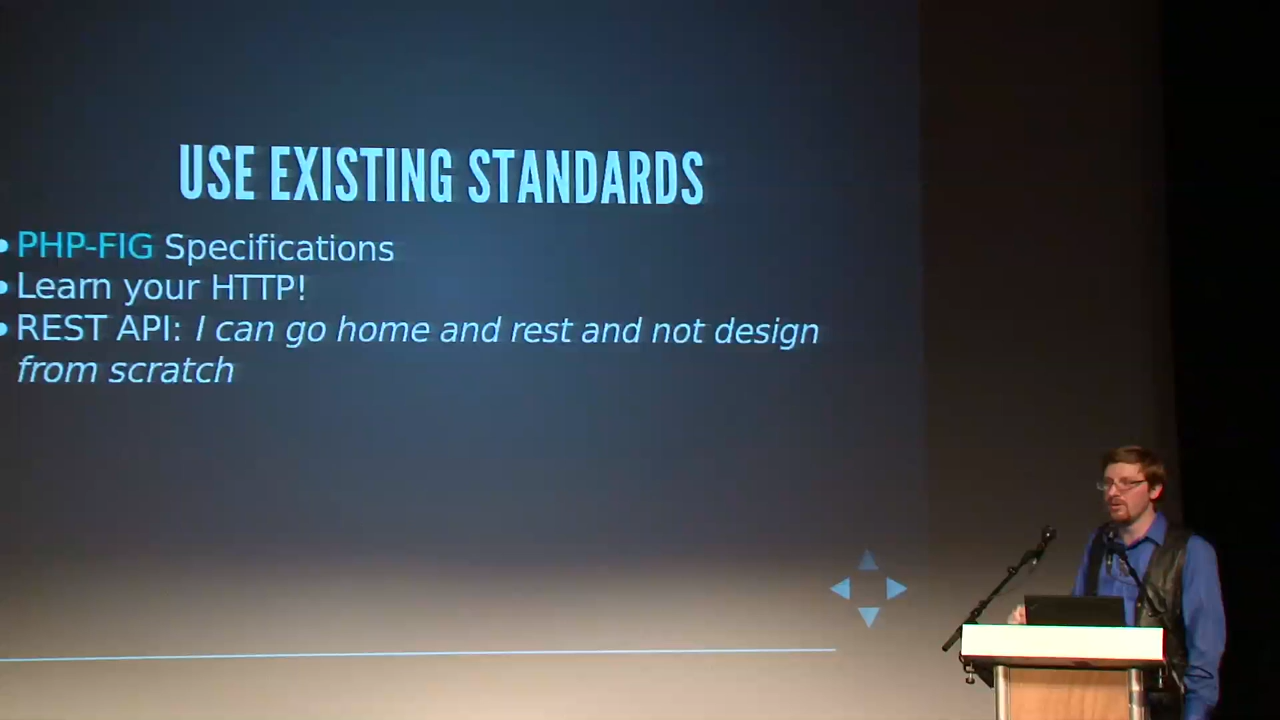 USE EXISTING STANDARDS
• PHP-FIG Specifications
• Learn your HTTP!
• REST API: I can go home and rest and not design
from scratch